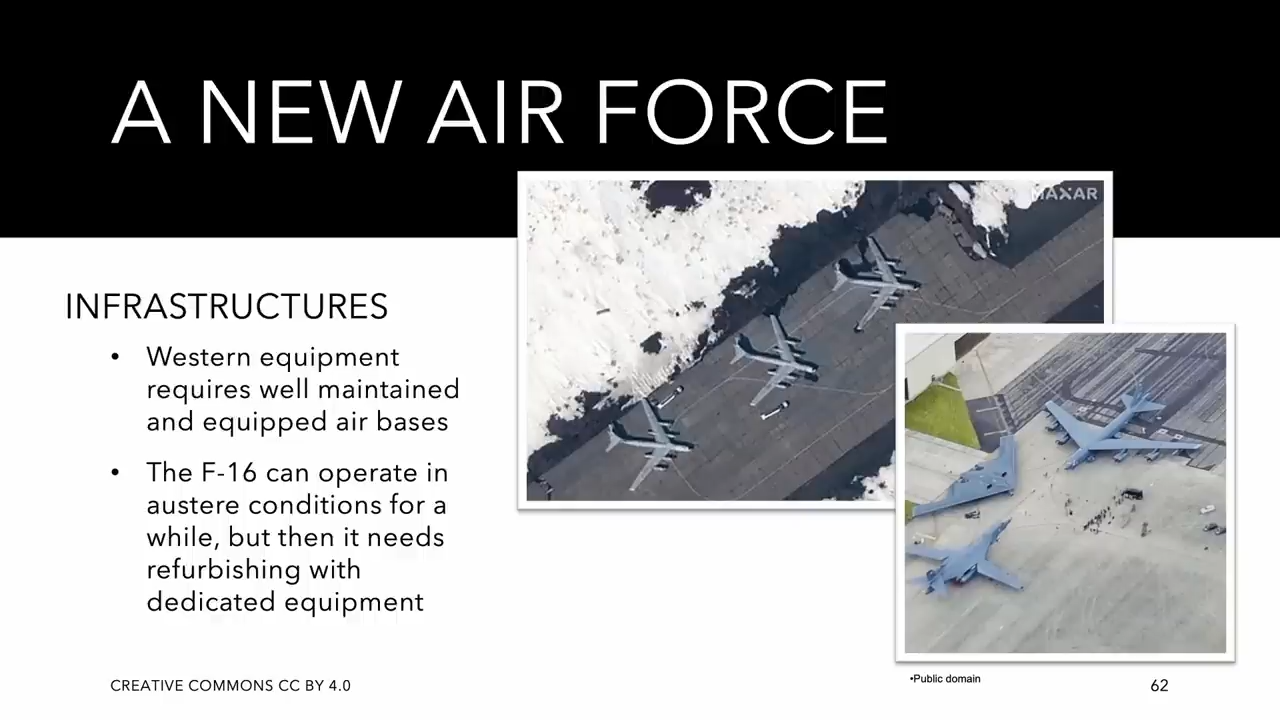 A NEW AIR FORCE
MAXAR
INFRASTRUCTURES
• Western equipment
requires well maintained
and equipped air bases
• The F-16 can operate in
austere conditions for a
while, but then it needs
refurbishing with
dedicated equipment
•Public domain
CREATIVE COMMONS CC BY 4.0
62